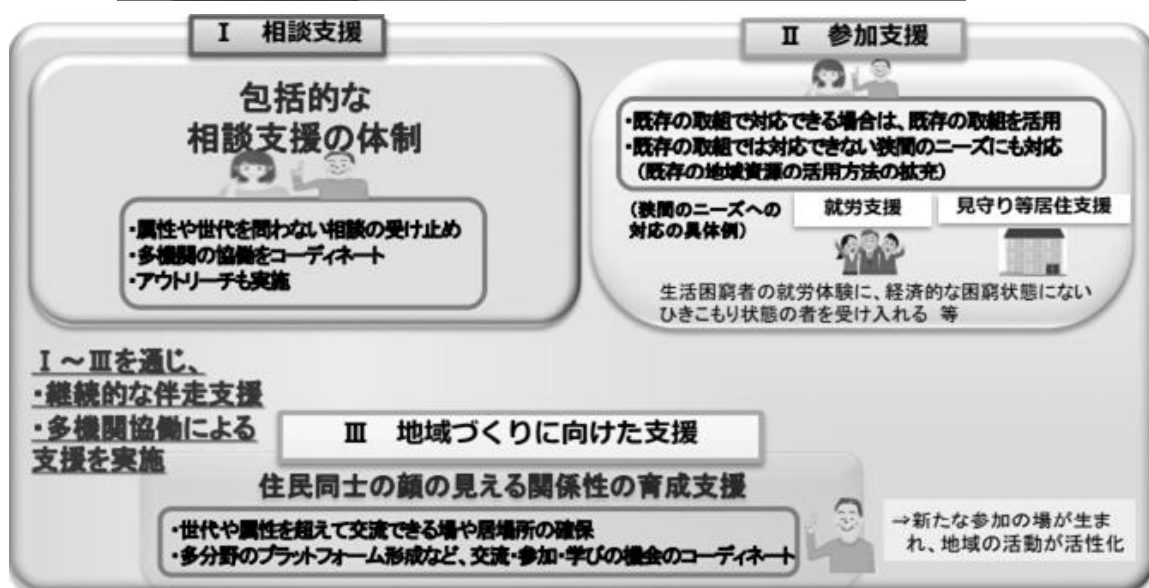 Ⅰ 相談支援
包括的な
相談支援の体制
・属性や世代を問わない相談の受け止め
・多機関の協働をコーディネート
・アウトリーチも実施
Ⅱ 参加支援
・既存の取組で対応できる場合は、既存の取組を活用
・既存の取組では対応できない狭間のニーズにも対応
（既存の地域資源の活用方法の拡充）
（狭間のニーズへの
対応の具体例）
就労支援
見守り等居住支援
生活困窮者の就労体験に、経済的な困窮状態にない
ひきこもり状態の者を受け入れる 等
Ⅰ～Ⅲを通じ、
・継続的な伴走支援
・多機関協働による
支援を実施
Ⅲ 地域づくりに向けた支援
住民同士の顔の見える関係性の育成支援
・世代や属性を超えて交流できる場や居場所の確保
・多分野のプラットフォーム形成など、交流・参加・学びの機会のコーディネート
⇒新たな参加の場が生ま
れ、地域の活動が活性化